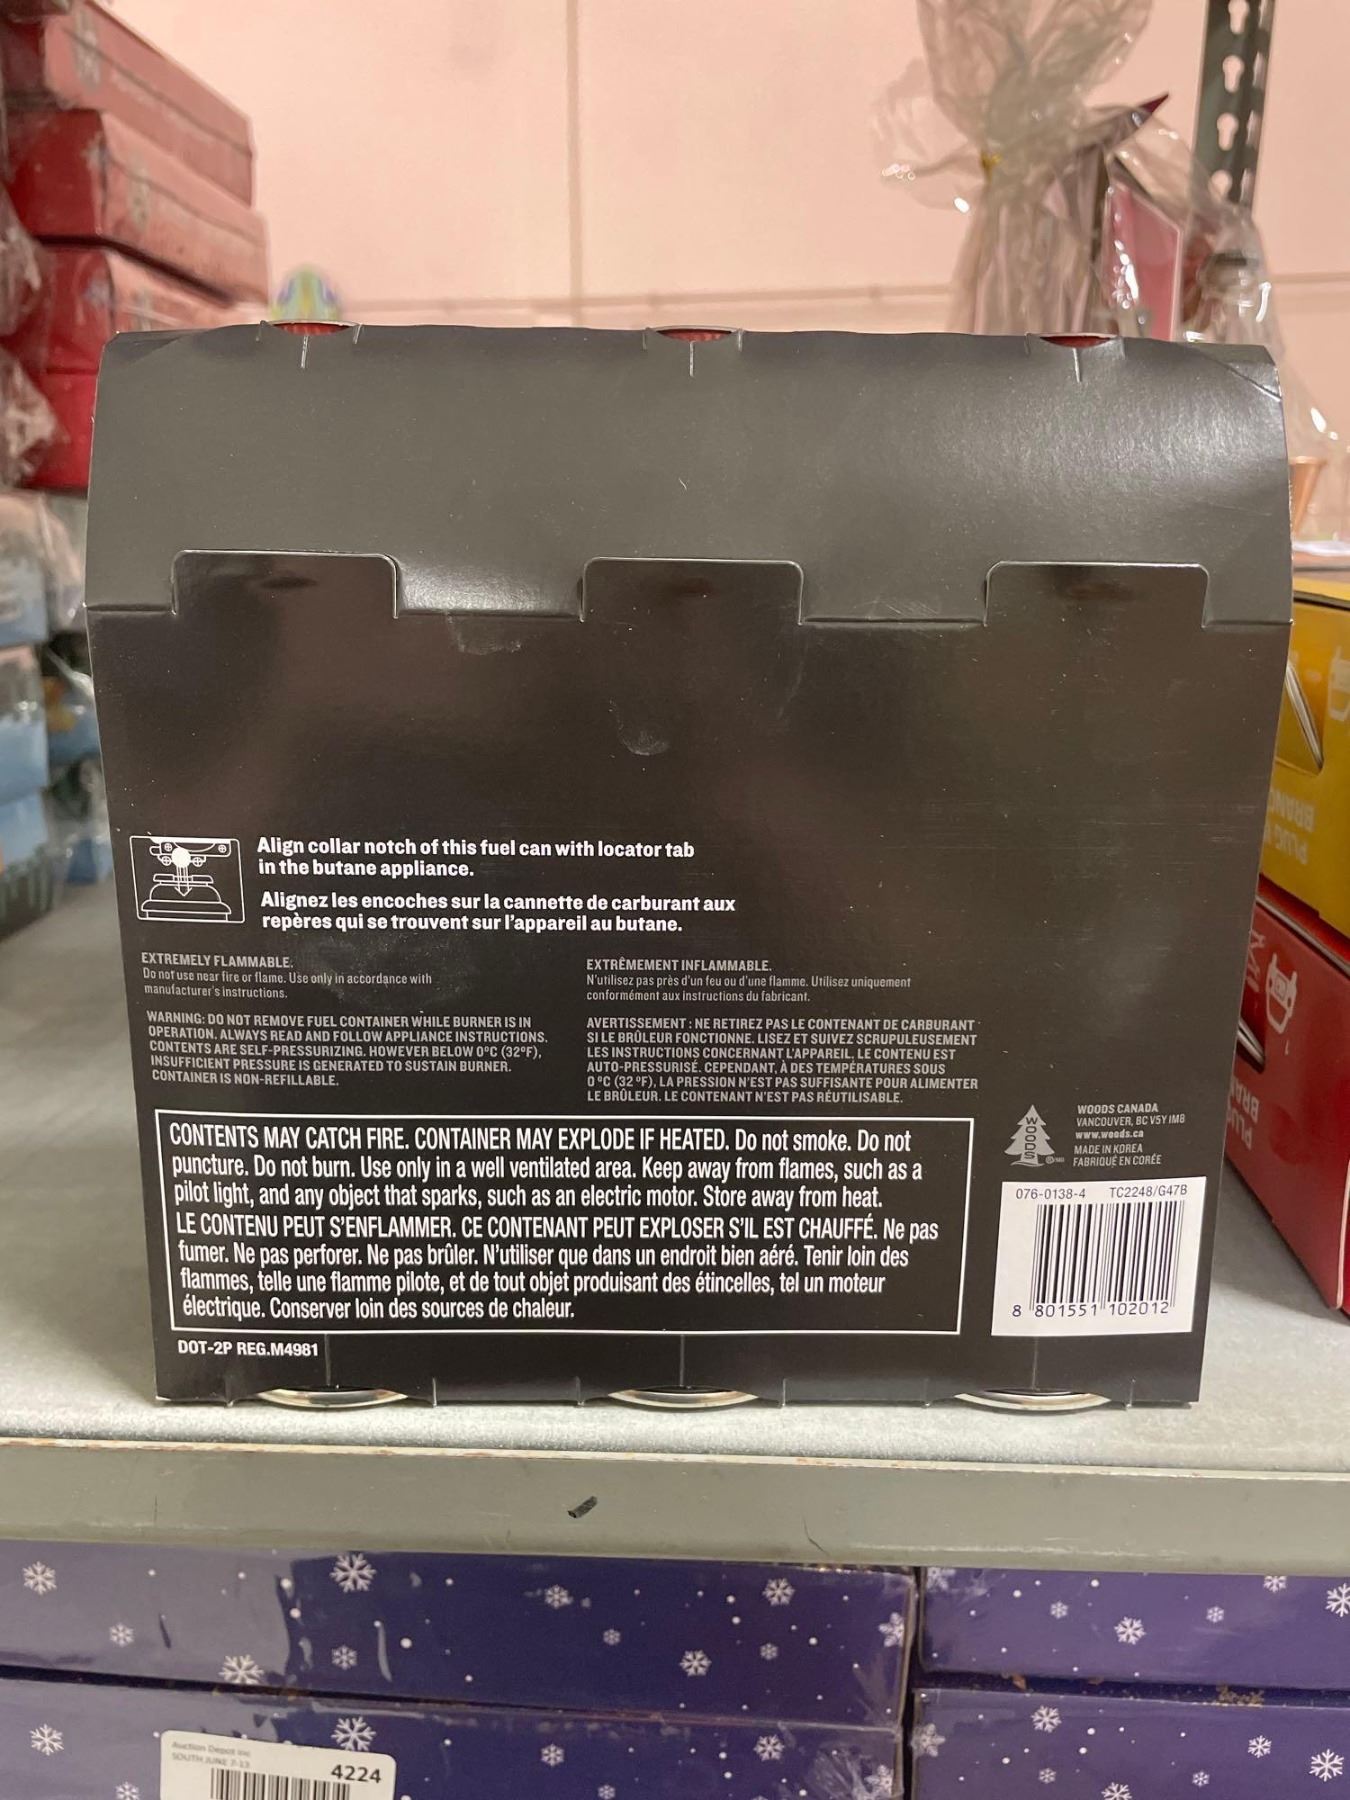 Align collar notch of this fuel can with locator tab
in the butane appliance.
Alignez les encoches sur la cannette de carburant aux
repères qui se trouvent sur l'appareil au butane.
EXTREMELY FLAMMABLE.
Do not use near fire or flame. Use only in accordance with
manufacturer's instructions.
WARNING: DO NOT REMOVE FUEL CONTAINER WHILE BURNER IS IN
OPERATION. ALWAYS READ AND FOLLOW APPLIANCE INSTRUCTIONS.
CONTENTS ARE SELF-PRESSURIZING. HOWEVER BELOW 0°C (32°F),
INSUFFICIENT PRESSURE IS GENERATED TO SUSTAIN BURNER.
CONTAINER IS NON-REFILLABLE.
EXTRÊMEMENT INFLAMMABLE.
N'utilisez pas près d'un feu ou d'une flamme. Utilisez uniquement
conformément aux instructions du fabricant.
AVERTISSEMENT : NE RETIREZ PAS LE CONTENANT DE CARBURANT
SI LE BRÛLEUR FONCTIONNE. LISEZ ET SUIVEZ SCRUPULEUSEMENT
LES INSTRUCTIONS CONCERNANT L'APPAREIL. LE CONTENU EST
AUTO-PRESSURISÉ. CEPENDANT, À DES TEMPÉRATURES SOUS
0 °C (32 °F), LA PRESSION N'EST PAS SUFFISANTE POUR ALIMENTER
LE BRÛLEUR. LE CONTENANT N'EST PAS RÉUTILISABLE.
CONTENTS MAY CATCH FIRE. CONTAINER MAY EXPLODE IF HEATED. Do not smoke. Do not
puncture. Do not burn. Use only in a well ventilated area. Keep away from flames, such as a
pilot light, and any object that sparks, such as an electric motor. Store away from heat.
LE CONTENU PEUT S'ENFLAMMER. CE CONTENANT PEUT EXPLOSER S'IL EST CHAUFFÉ. Ne pas
fumer. Ne pas perforer. Ne pas brûler. N'utiliser que dans un endroit bien aéré. Tenir loin des
flammes, telle une flamme pilote, et de tout objet produisant des étincelles, tel un moteur
électrique. Conserver loin des sources de chaleur.
DOT-2P REG.M4981
WOODS
WOODS CANADA
VANCOUVER, BC V5Y 1M8
www.woods.ca
MADE IN KOREA
FABRIQUÉ EN CORÉE
076-0138-4 TC2248/G47B
8 801551 102012
PLUG
BRAND
PLUG
BRA
Auction Depot Inc
SOUTH JUNE 7-13
4224